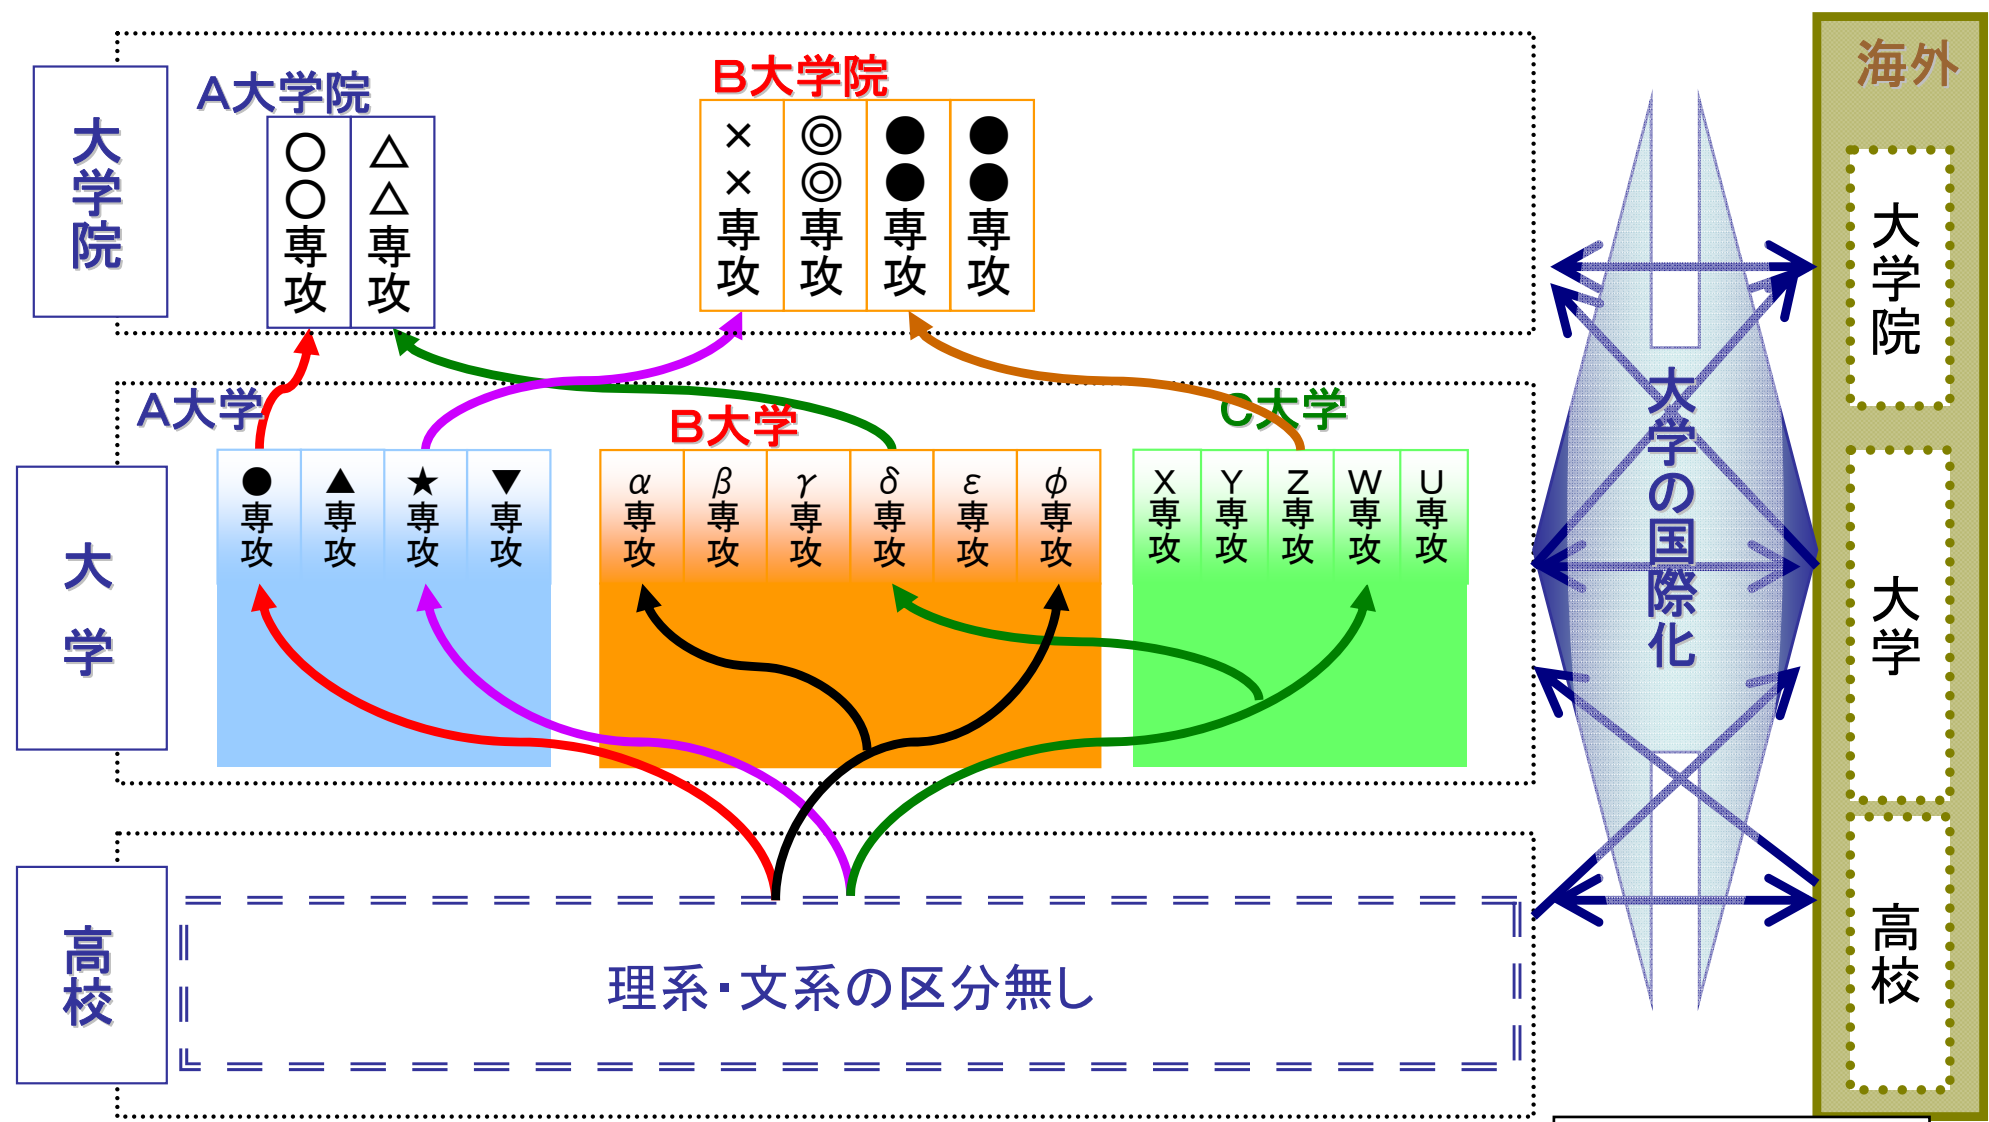 大学院
A大学院
○○専攻
△△専攻
B大学院
××専攻
◎◎専攻
●●専攻
●●専攻
大学
A大学
●専攻
▲専攻
★専攻
▼専攻
B大学
α専攻
β専攻
γ専攻
δ専攻
ε専攻
φ専攻
C大学
X専攻
Y専攻
Z専攻
W専攻
U専攻
高校
理系・文系の区分無し
大学の国際化
海外
大学院
大学
高校